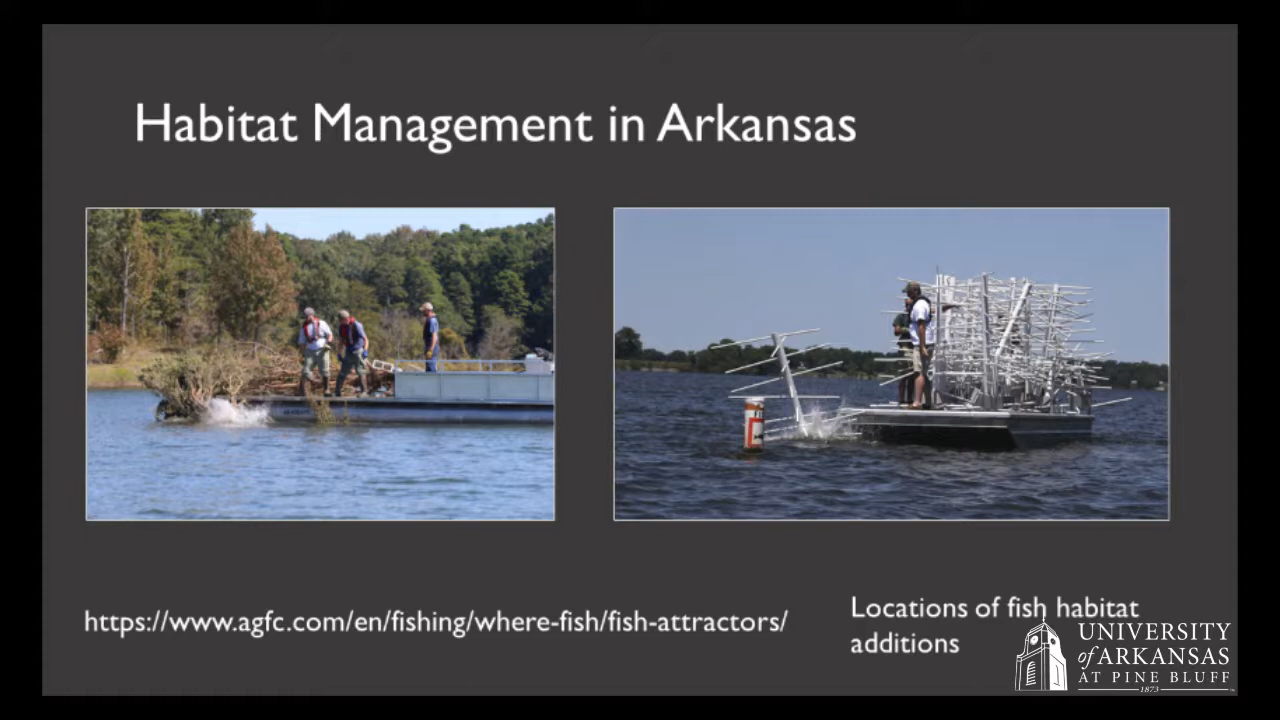 Habitat Management in Arkansas
https://www.agfc.com/en/fishing/where-fish/fish-attractors/
Locations of fish habitat
additions
UNIVERSITY
of ARKANSAS
AT PINE BLUFF
1873